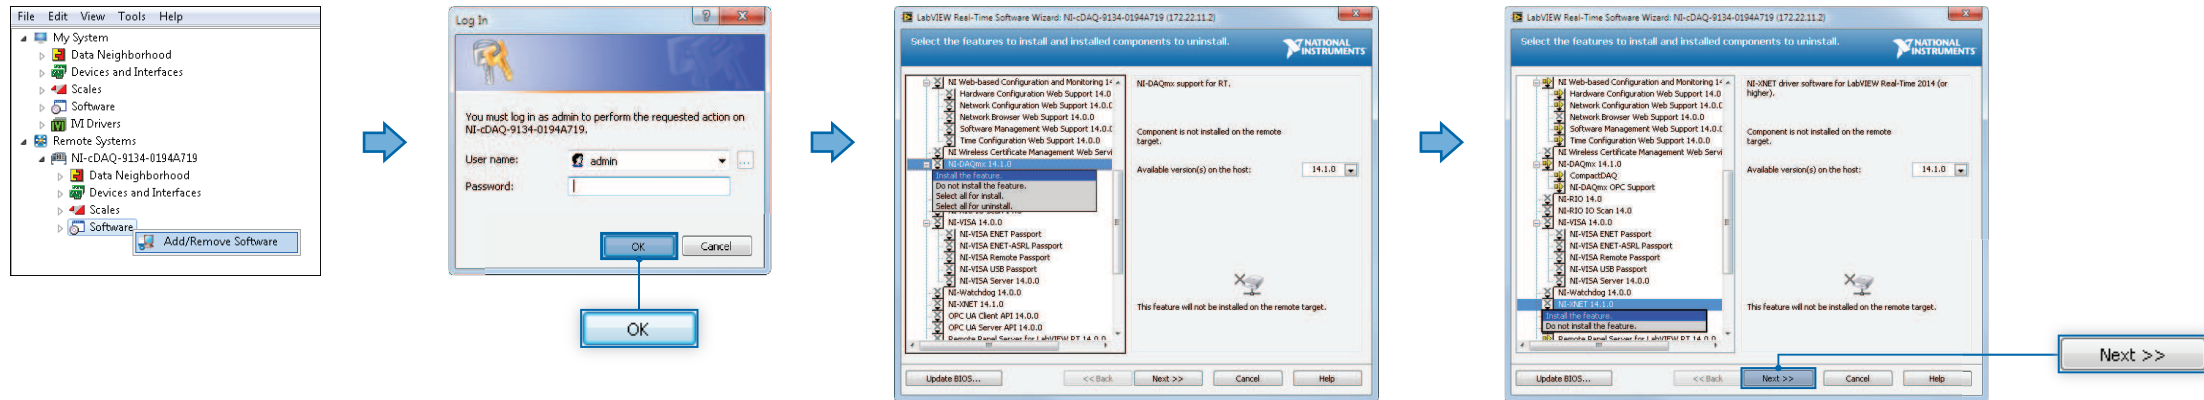 File Edit View Tools Help
My System
Data Neighborhood
Devices and Interfaces
Scales
Software
IVI Drivers
Remote Systems
NI-cDAQ-9134-0194A719
Data Neighborhood
Devices and Interfaces
Scales
Software
Add/Remove Software
Log In
You must log in as admin to perform the requested action on
NI-cDAQ-9134-0194A719.
User name:
admin
...
Password:
OK
Cancel
OK
LabVIEW Real-Time Software Wizard: NI-cDAQ-9134-0194A719 (172.22.11.2)
Select the features to install and installed components to uninstall.
NATIONAL
INSTRUMENTS
NI Web-based Configuration and Monitoring 14
Hardware Configuration Web Support 14.0
Network Configuration Web Support 14.0.0
Network Browser Web Support 14.0.0
Software Management Web Support 14.0.0
Time Configuration Web Support 14.0.0
NI Wireless Certificate Management Web Servi
NI-DAQmx 14.1.0
Install the feature.
Do not install the feature.
Select all for install.
Select all for uninstall.
NI-VISA 14.0.0
NI-VISA ENET Passport
NI-VISA ENET-ASRL Passport
NI-VISA Remote Passport
NI-VISA USB Passport
NI-VISA Server 14.0.0
NI-Watchdog 14.0.0
NI-XNET 14.1.0
OPC UA Client API 14.0.0
OPC UA Server API 14.0.0
Remote Panel Server for LabVIEW RT 14.0.0
NI-DAQmx support for RT.
Component is not installed on the remote
target.
Available version(s) on the host:
14.1.0
This feature will not be installed on the remote target.
Update BIOS...
<< Back
Next >>
Cancel
Help
LabVIEW Real-Time Software Wizard: NI-cDAQ-9134-0194A719 (172.22.11.2)
Select the features to install and installed components to uninstall.
NATIONAL
INSTRUMENTS
NI Web-based Configuration and Monitoring 14
Hardware Configuration Web Support 14.0
Network Configuration Web Support 14.0.0
Network Browser Web Support 14.0.0
Software Management Web Support 14.0.0
Time Configuration Web Support 14.0.0
NI Wireless Certificate Management Web Servi
NI-DAQmx 14.1.0
CompactDAQ
NI-DAQmx OPC Support
NI-RIO 14.0
NI-RIO IO Scan 14.0
NI-VISA 14.0.0
NI-VISA ENET Passport
NI-VISA ENET-ASRL Passport
NI-VISA Remote Passport
NI-VISA USB Passport
NI-VISA Server 14.0.0
NI-Watchdog 14.0.0
NI-XNET 14.1.0
Install the feature.
Do not install the feature.
Remote Panel Server for LabVIEW RT 14.0.0
NI-XNET driver software for LabVIEW Real-Time 2014 (or
higher).
Component is not installed on the remote
target.
Available version(s) on the host:
14.1.0
This feature will not be installed on the remote target.
Update BIOS...
<< Back
Next >>
Cancel
Help
Next >>